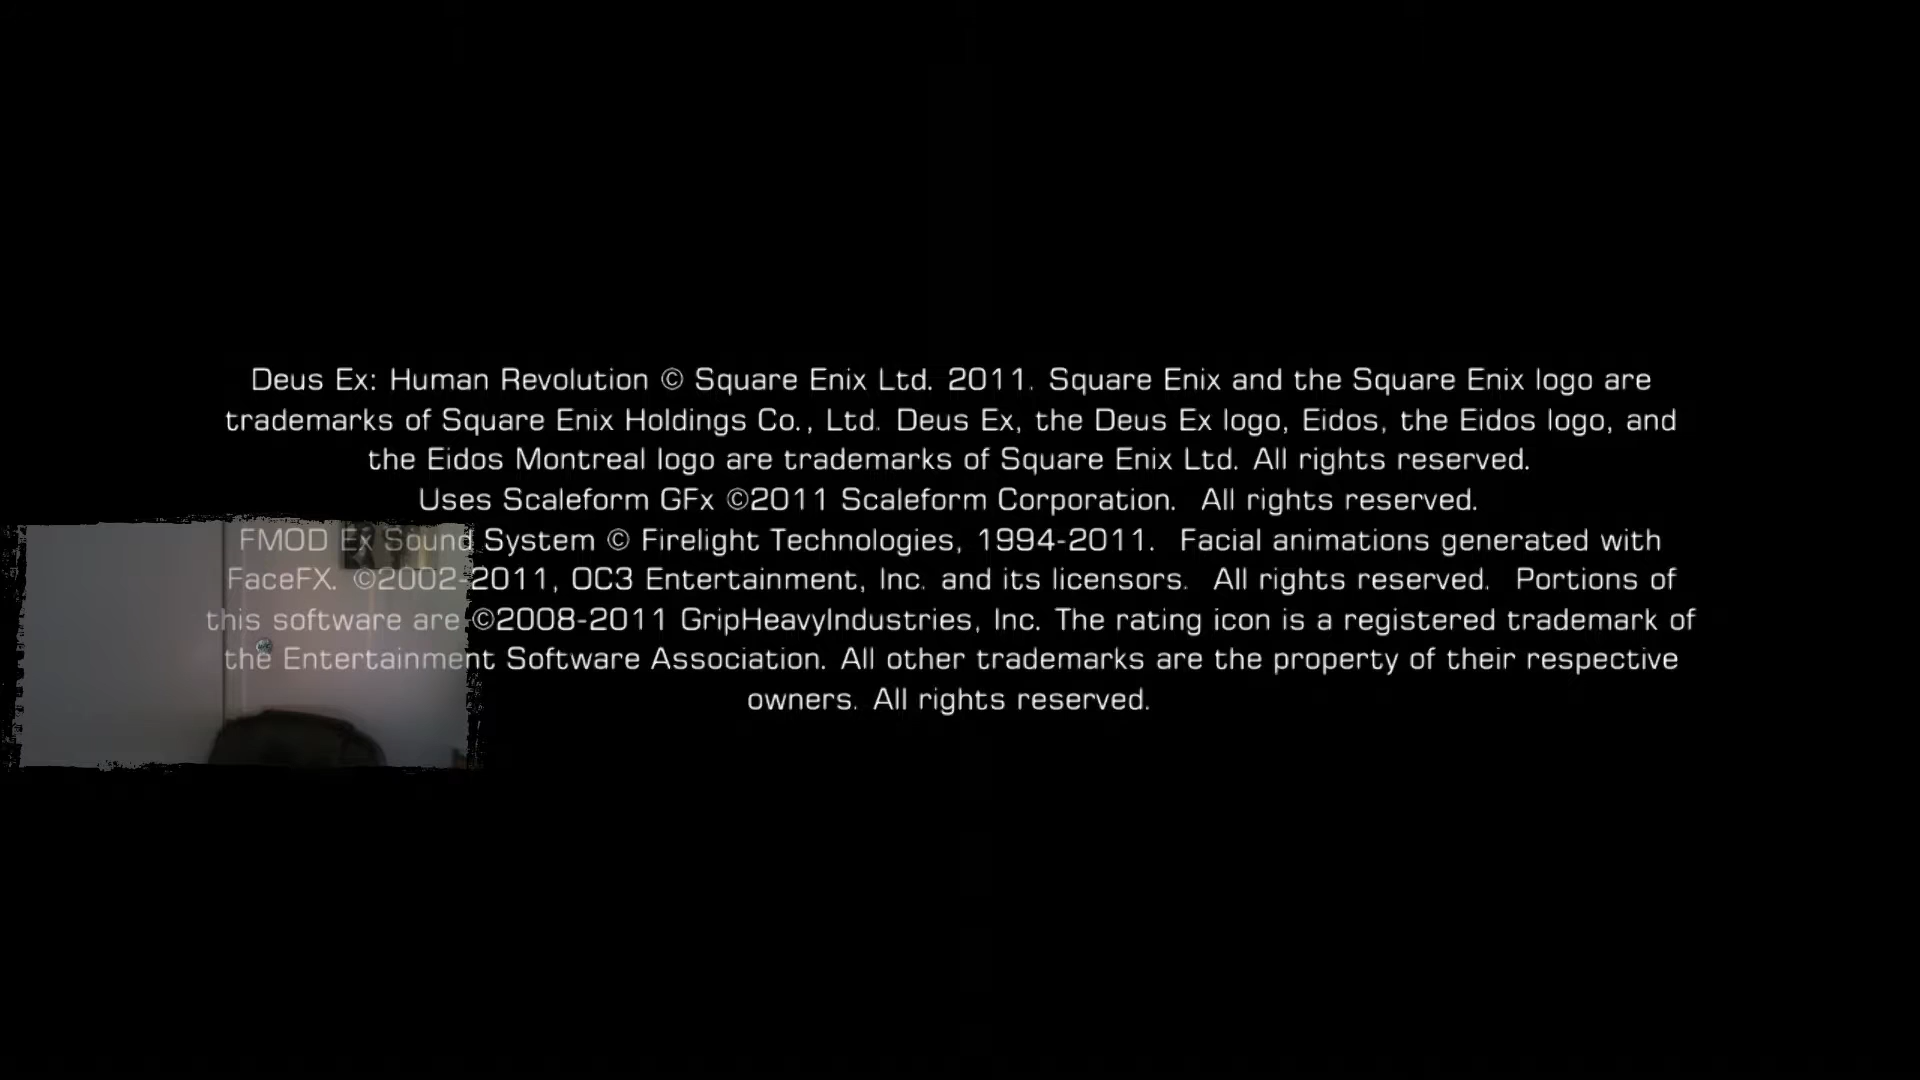 Deus Ex: Human Revolution © Square Enix Ltd. 2011. Square Enix and the Square Enix logo are
trademarks of Square Enix Holdings Co., Ltd. Deus Ex, the Deus Ex logo, Eidos, the Eidos logo, and
the Eidos Montreal logo are trademarks of Square Enix Ltd. All rights reserved.
Uses Scaleform GFx ©2011 Scaleform Corporation. All rights reserved.
FMOD Ex Sound System © Firelight Technologies, 1994-2011. Facial animations generated with
FaceFX. ©2002-2011, OC3 Entertainment, Inc. and its licensors. All rights reserved. Portions of
this software are ©2008-2011 GripHeavyIndustries, Inc. The rating icon is a registered trademark of
the Entertainment Software Association. All other trademarks are the property of their respective
owners. All rights reserved.